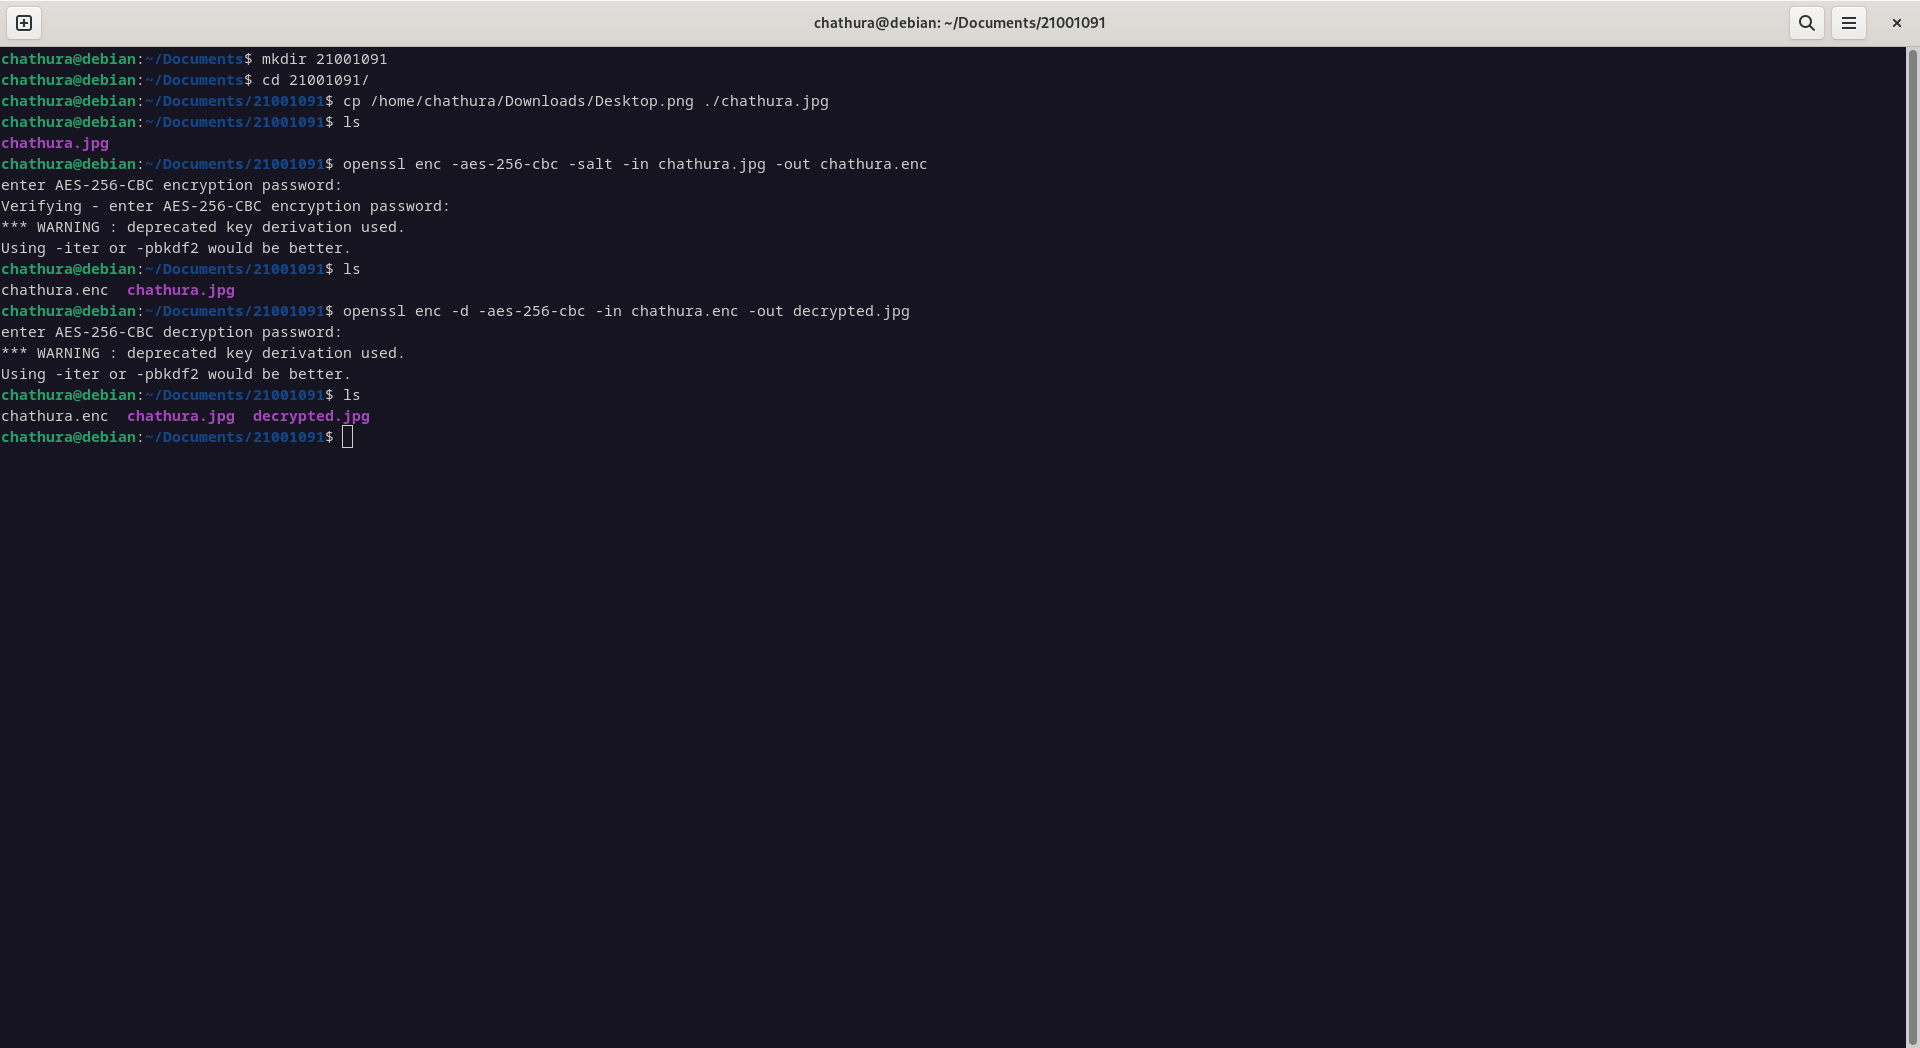 chathura@debian: ~/Documents/21001091
chathura@debian:~/Documents$ mkdir 21001091
chathura@debian:~/Documents$ cd 21001091/
chathura@debian:~/Documents/21001091$ cp /home/chathura/Downloads/Desktop.png ./chathura.jpg
chathura@debian:~/Documents/21001091$ ls
chathura.jpg
chathura@debian:~/Documents/21001091$ openssl enc -aes-256-cbc -salt -in chathura.jpg -out chathura.enc
enter AES-256-CBC encryption password:
Verifying - enter AES-256-CBC encryption password:
*** WARNING : deprecated key derivation used.
Using -iter or -pbkdf2 would be better.
chathura@debian:~/Documents/21001091$ ls
chathura.enc  chathura.jpg
chathura@debian:~/Documents/21001091$ openssl enc -d -aes-256-cbc -in chathura.enc -out decrypted.jpg
enter AES-256-CBC decryption password:
*** WARNING : deprecated key derivation used.
Using -iter or -pbkdf2 would be better.
chathura@debian:~/Documents/21001091$ ls
chathura.enc  chathura.jpg  decrypted.jpg
chathura@debian:~/Documents/21001091$